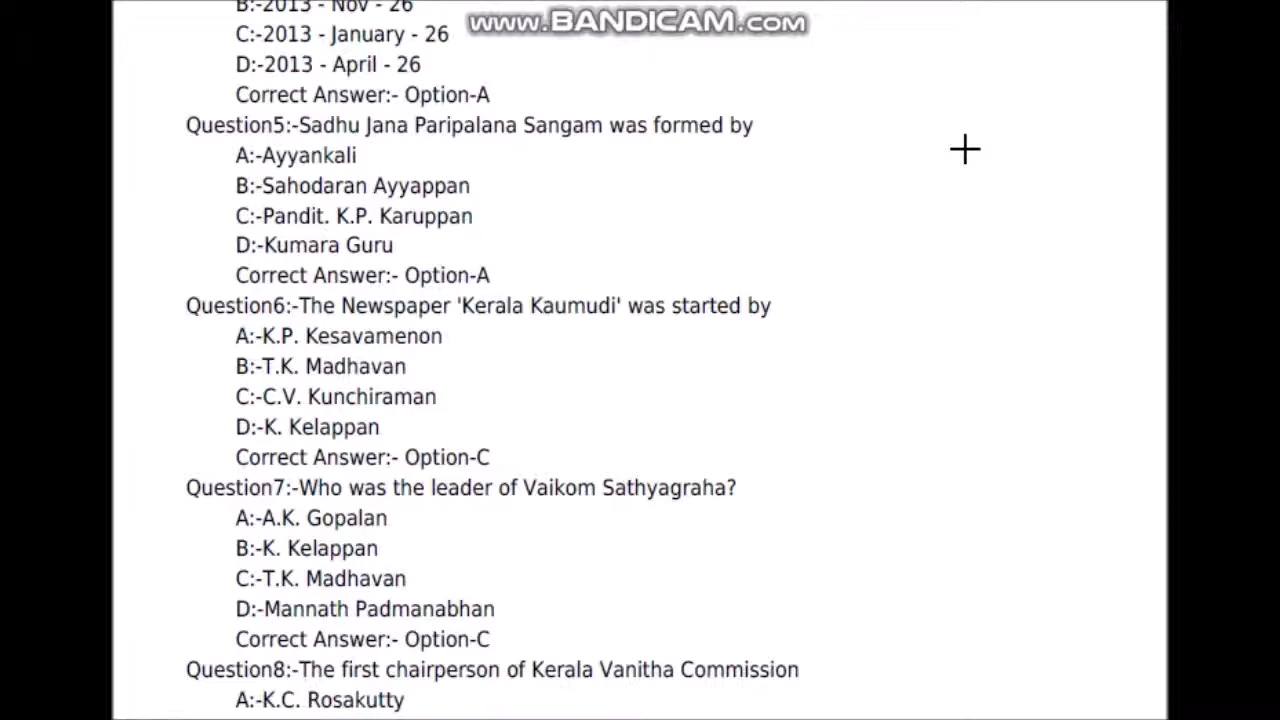 B:-2013 - Nov - 26
www.BANDICAM.com
C:-2013 - January - 26
D:-2013 - April - 26
Correct Answer:- Option-A
Question5:-Sadhu Jana Paripalana Sangam was formed by
A:-Ayyankali
B:-Sahodaran Ayyappan
C:-Pandit. K.P. Karuppan
D:-Kumara Guru
Correct Answer:- Option-A
Question6:-The Newspaper 'Kerala Kaumudi' was started by
A:-K.P. Kesavamenon
B:-T.K. Madhavan
C:-C.V. Kunchiraman
D:-K. Kelappan
Correct Answer:- Option-C
Question7:-Who was the leader of Vaikom Sathyagraha?
A:-A.K. Gopalan
B:-K. Kelappan
C:-T.K. Madhavan
D:-Mannath Padmanabhan
Correct Answer:- Option-C
Question8:-The first chairperson of Kerala Vanitha Commission
A:-K.C. Rosakutty